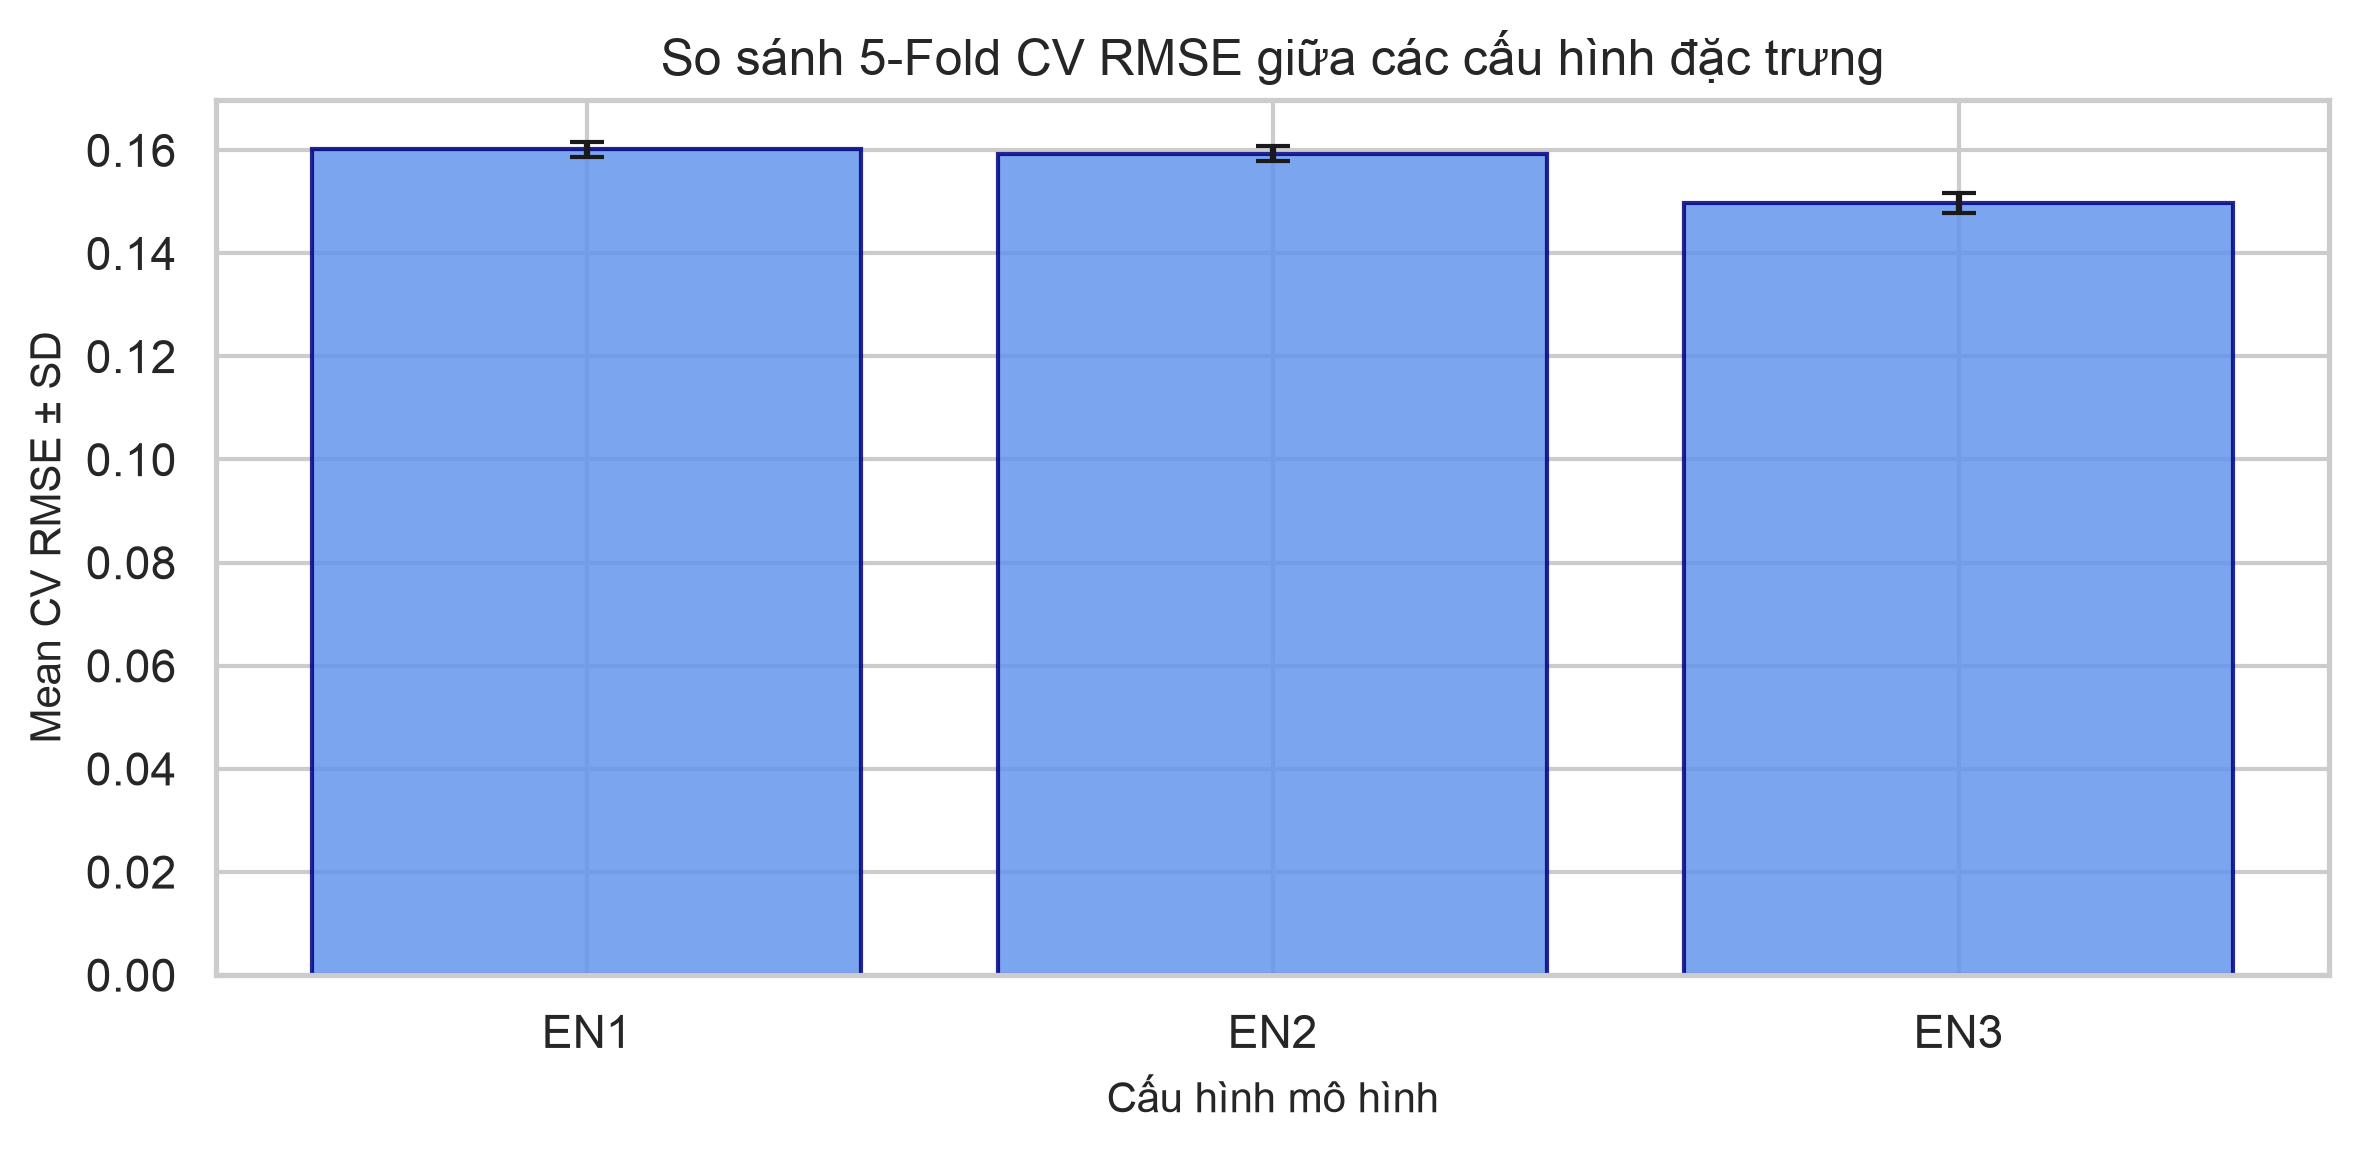 So sánh 5-Fold CV RMSE giữa các cấu hình đặc trưng
Mean CV RMSE ± SD
0.16
0.14
0.12
0.10
0.08
0.06
0.04
0.02
0.00
EN1
EN2
EN3
Cấu hình mô hình